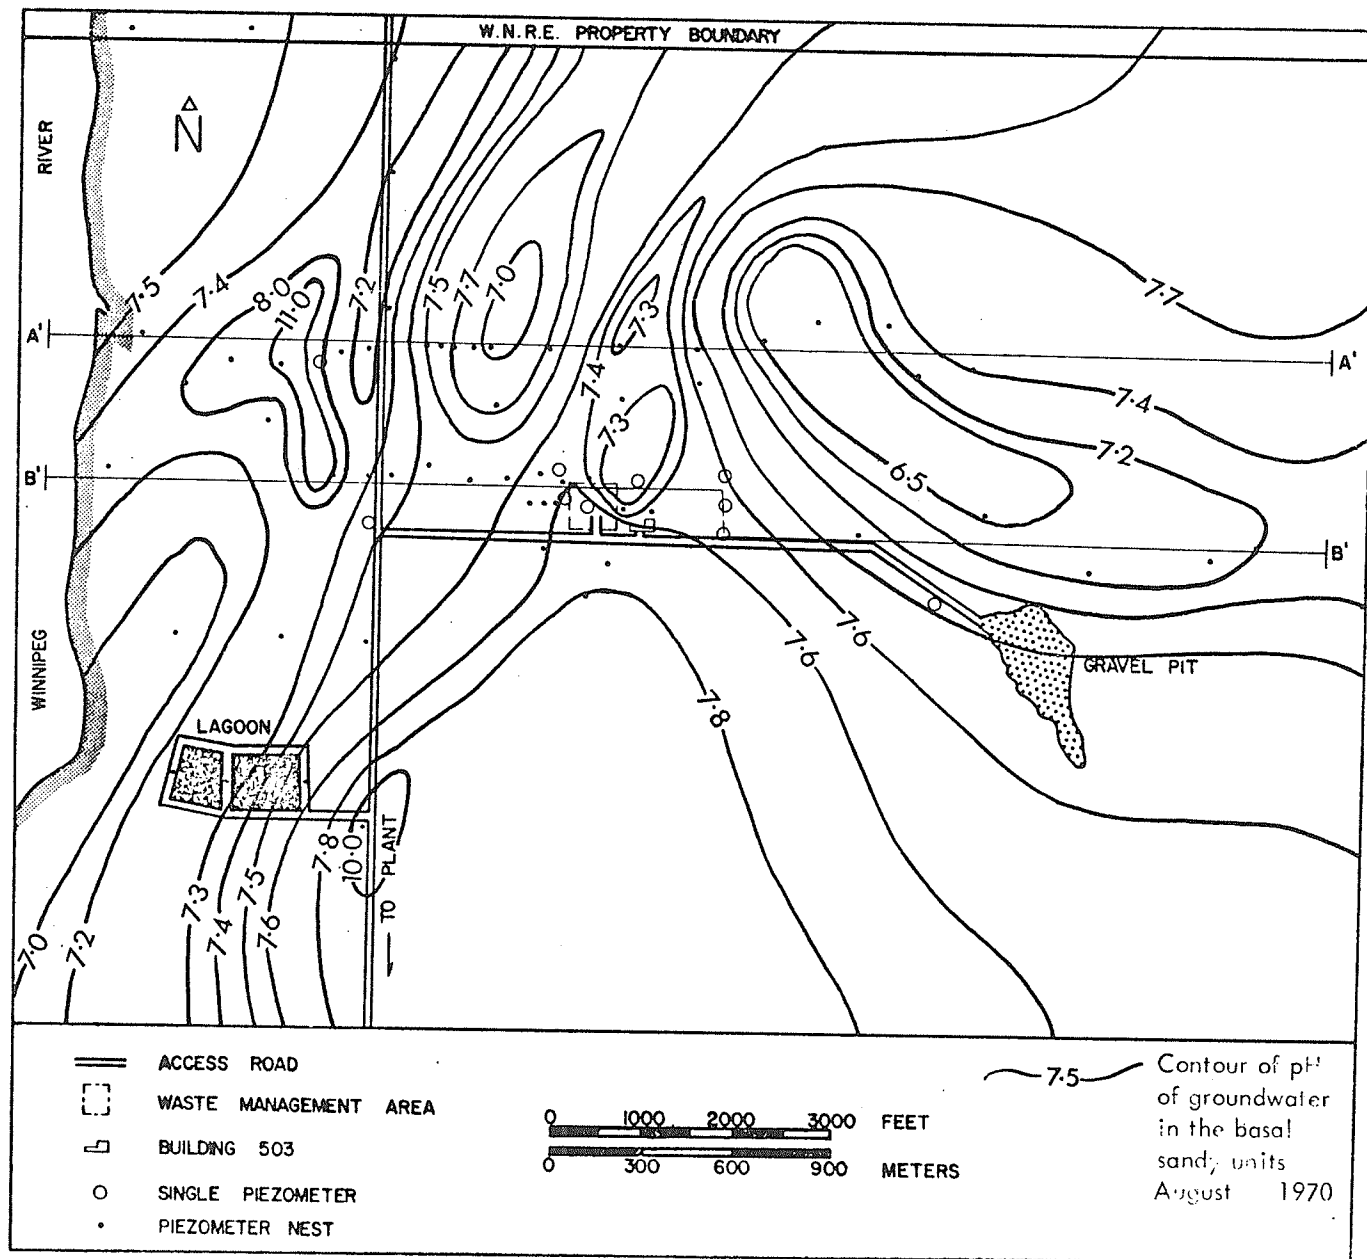 W.N.R.E. PROPERTY BOUNDARY
N
RIVER
7.5
7.4
8.0
11.0
7.2
7.5
7.7
7.0
7.3
7.7
A'
A'
7.4
7.4
7.3
7.2
6.5
B'
B'
7.6
7.6
WINNIPEG
GRAVEL PIT
7.8
LAGOON
TO PLANT
7.8
10.0
7.3
7.5
7.4
7.6
7.0
7.2
ACCESS ROAD
WASTE MANAGEMENT AREA
BUILDING 503
SINGLE PIEZOMETER
PIEZOMETER NEST
0 1000 2000 3000 FEET
0 300 600 900 METERS
7.5
Contour of pH
of groundwater
in the basal
sandy units
August 1970